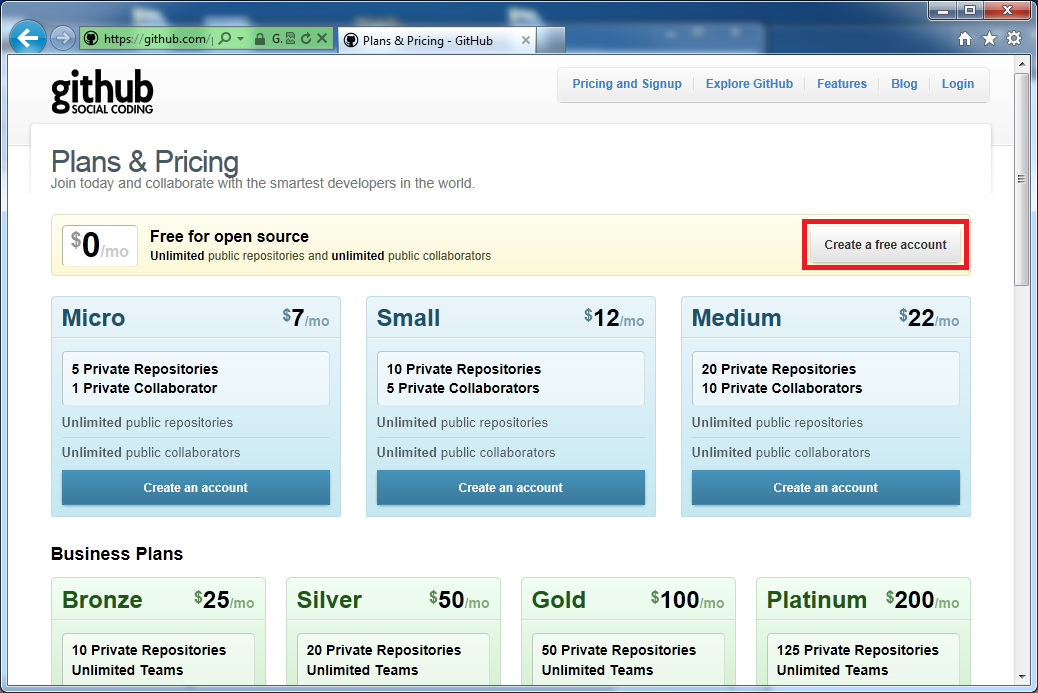 https://github.com/
G.
Plans & Pricing - GitHub
github
SOCIAL CODING
Pricing and Signup
Explore GitHub
Features
Blog
Login
Plans & Pricing
Join today and collaborate with the smartest developers in the world.
$0/mo
Free for open source
Unlimited public repositories and unlimited public collaborators
Create a free account
Micro $7/mo
5 Private Repositories
1 Private Collaborator
Unlimited public repositories
Unlimited public collaborators
Create an account
Small $12/mo
10 Private Repositories
5 Private Collaborators
Unlimited public repositories
Unlimited public collaborators
Create an account
Medium $22/mo
20 Private Repositories
10 Private Collaborators
Unlimited public repositories
Unlimited public collaborators
Create an account
Business Plans
Bronze $25/mo
10 Private Repositories
Unlimited Teams
Silver $50/mo
20 Private Repositories
Unlimited Teams
Gold $100/mo
50 Private Repositories
Unlimited Teams
Platinum $200/mo
125 Private Repositories
Unlimited Teams